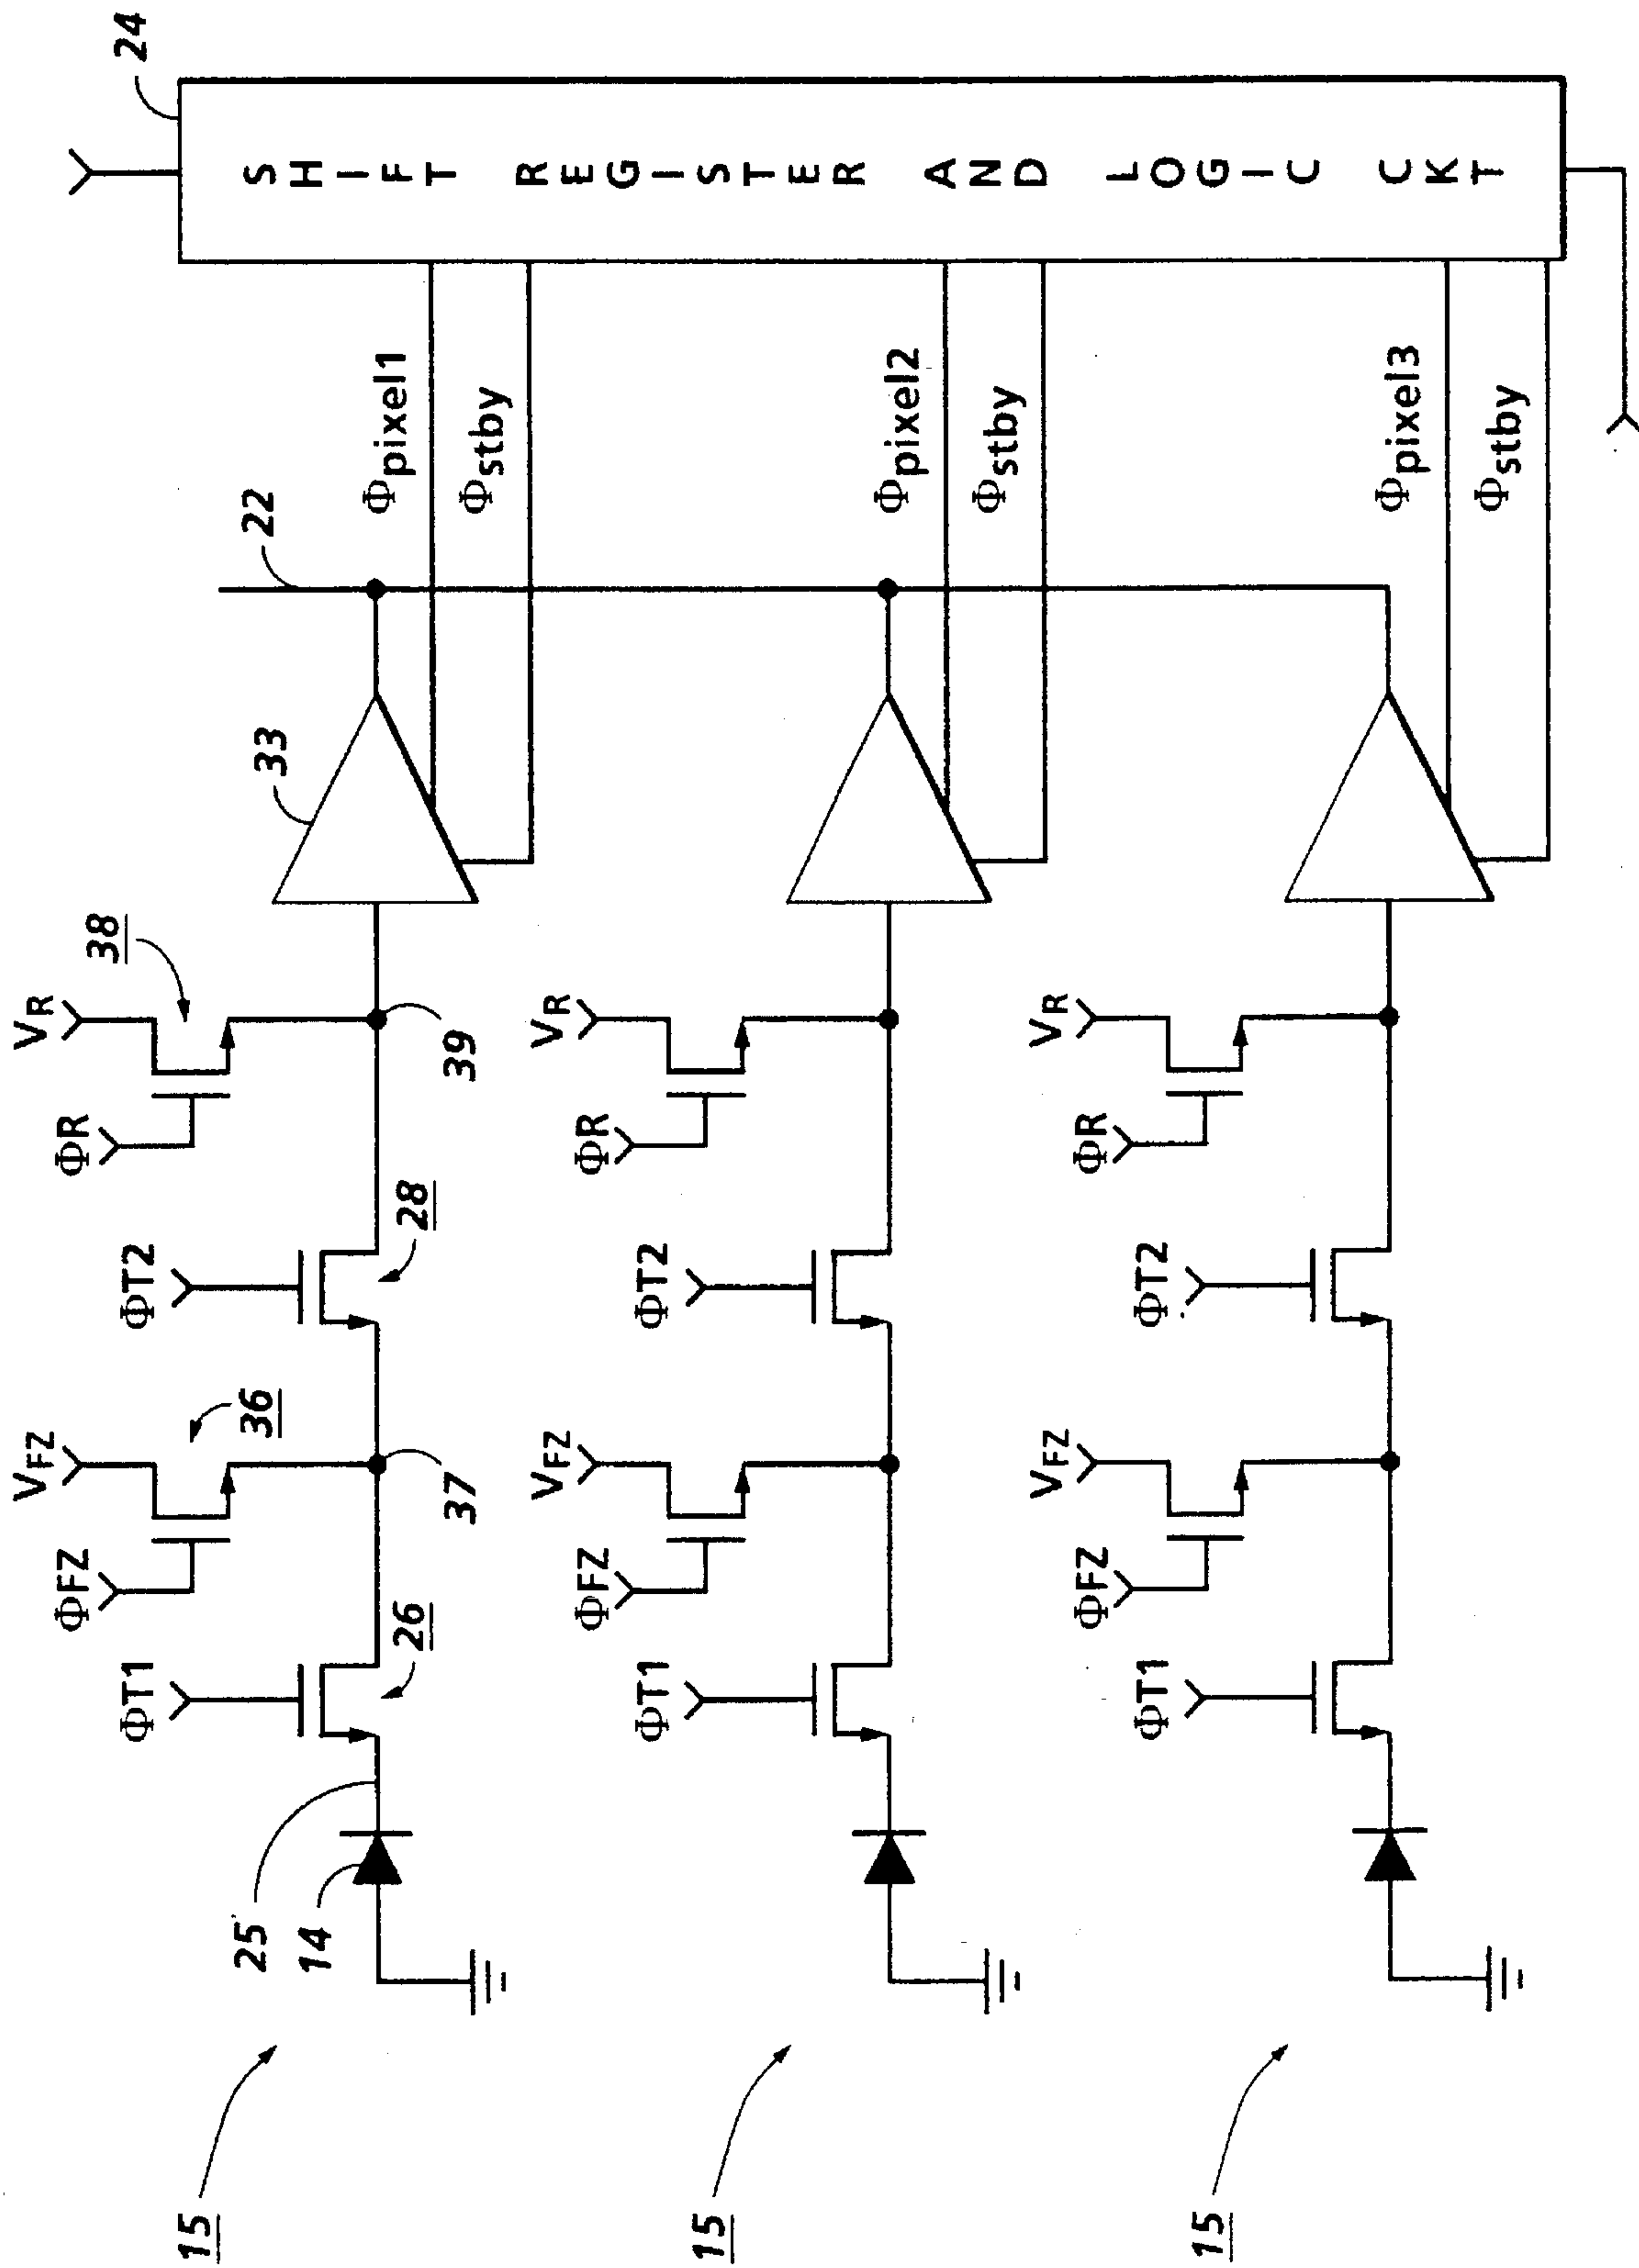 15
25
14
ΦT1
26
ΦFZ
VFZ
36
37
ΦT2
28
ΦR
VR
38
39
33
22
Φpixel1
Φstby
24
SHIFT REGISTER AND LOGIC CKT
15
ΦT1
ΦFZ
VFZ
ΦT2
ΦR
VR
Φpixel2
Φstby
15
ΦT1
ΦFZ
VFZ
ΦT2
ΦR
VR
Φpixel3
Φstby